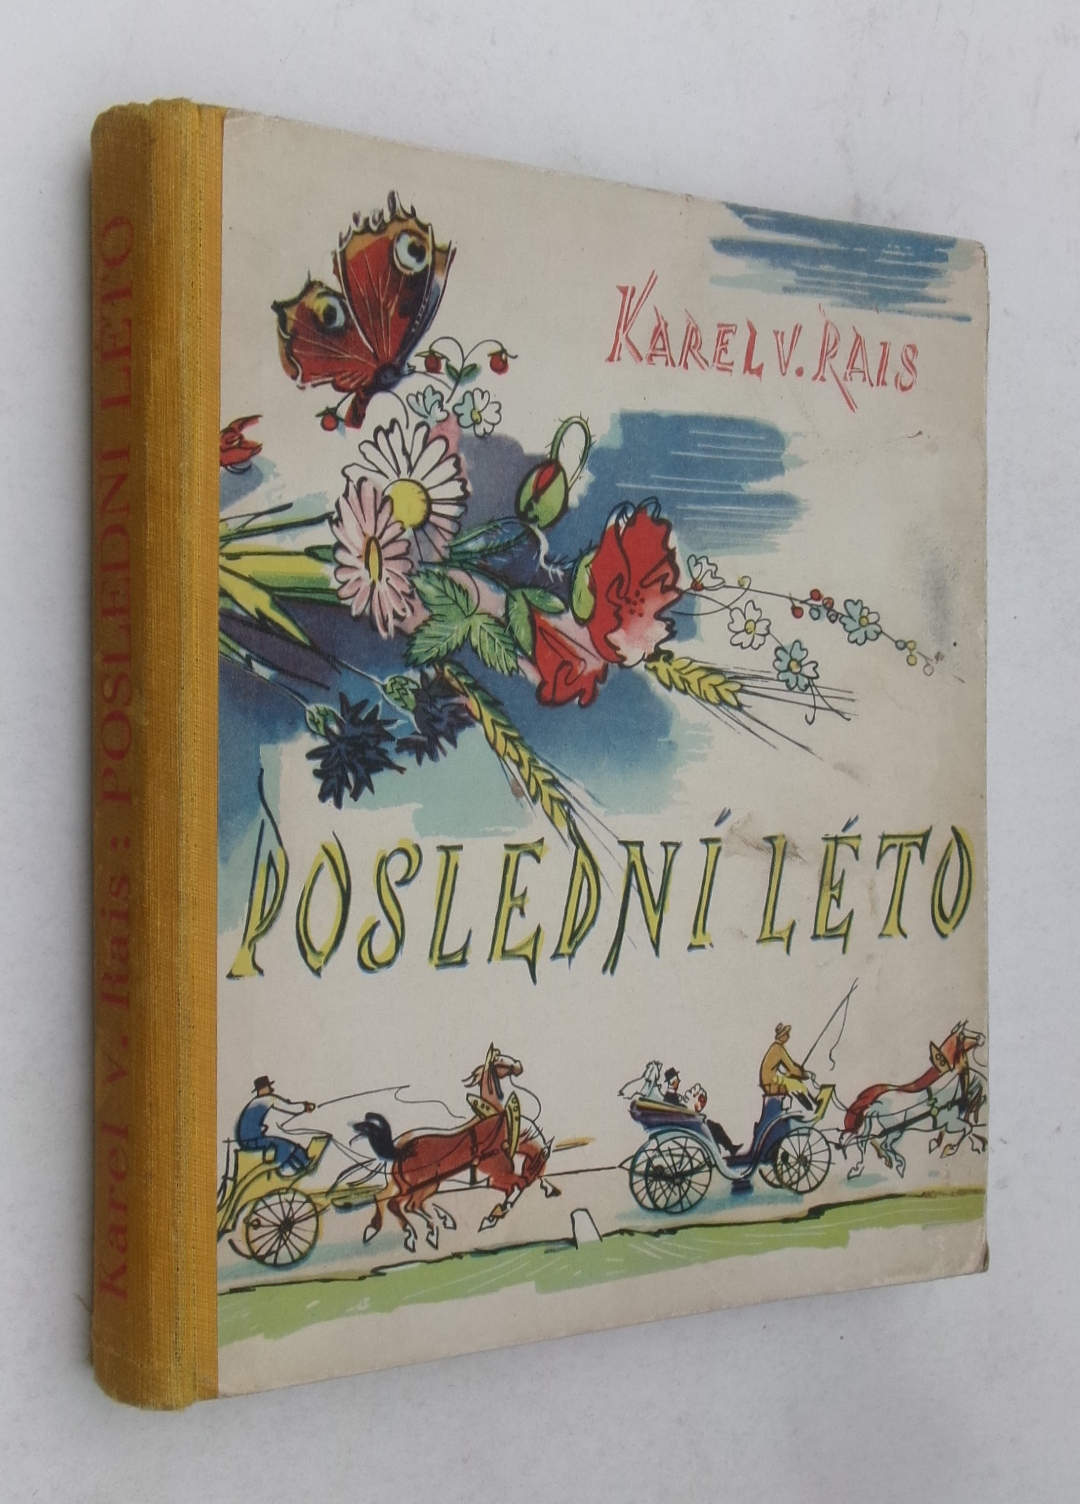 Karel V. Rais : POSLEDNÍ LÉTO
KAREL V. RAIS
POSLEDNÍ LÉTO